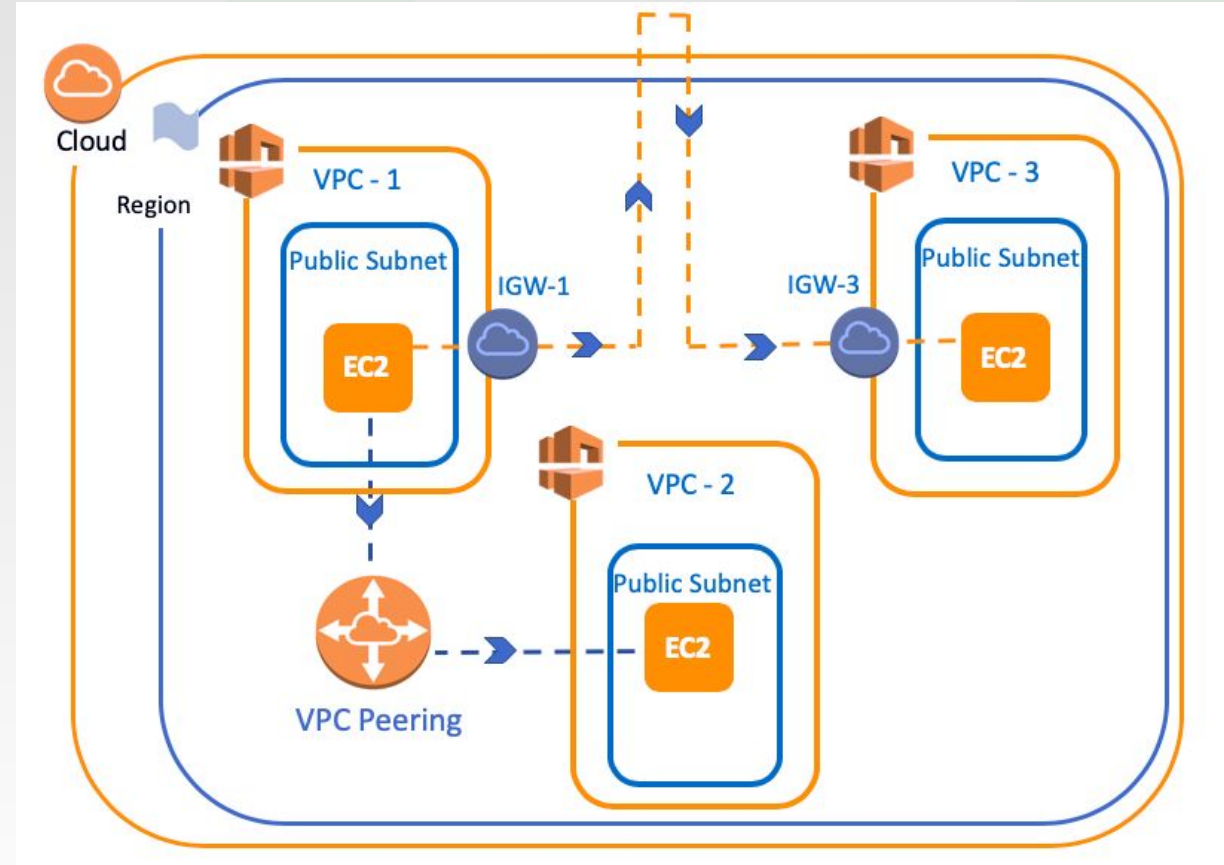 Cloud
Region
VPC - 1
Public Subnet
EC2
IGW-1
VPC - 3
Public Subnet
IGW-3
EC2
VPC - 2
Public Subnet
EC2
VPC Peering